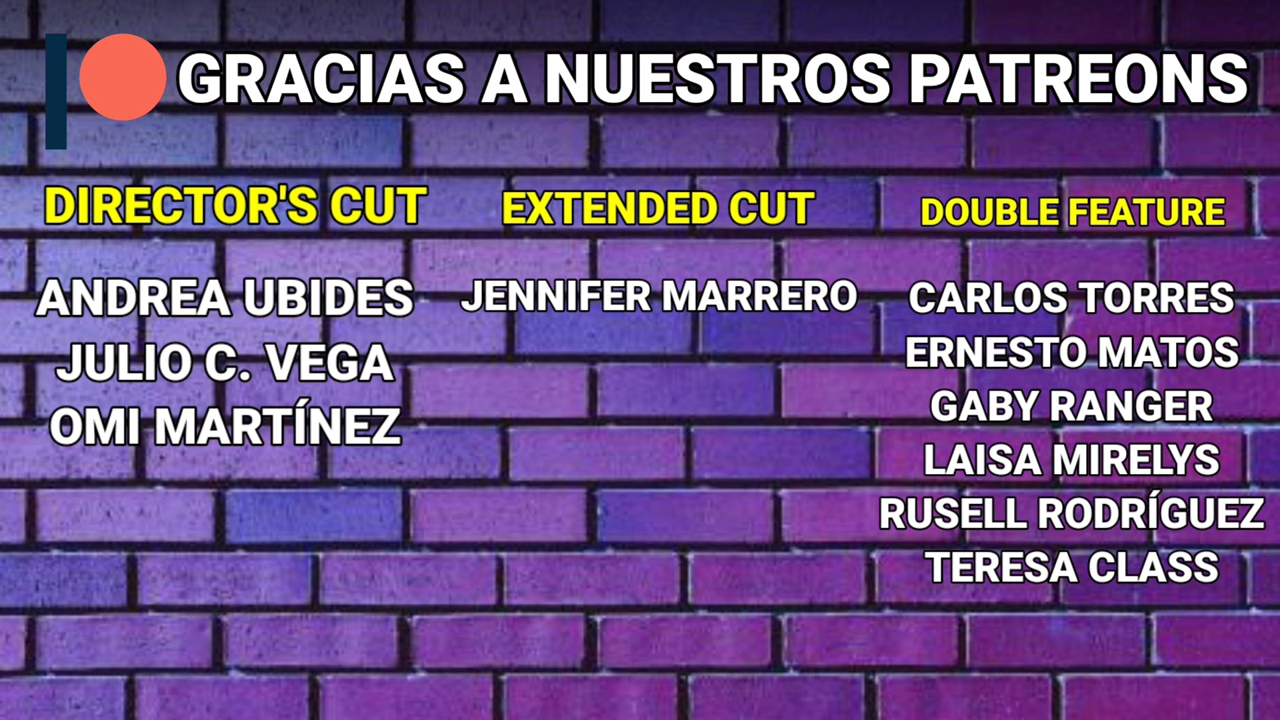 GRACIAS A NUESTROS PATREONS
DIRECTOR'S CUT
ANDREA UBIDES
JULIO C. VEGA
OMI MARTÍNEZ
EXTENDED CUT
JENNIFER MARRERO
DOUBLE FEATURE
CARLOS TORRES
ERNESTO MATOS
GABY RANGER
LAISA MIRELYS
RUSELL RODRÍGUEZ
TERESA CLASS